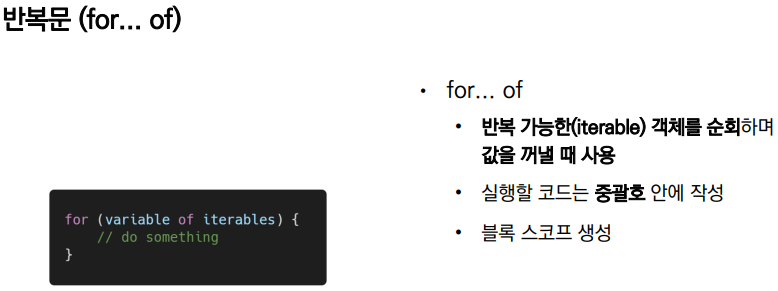 반복문 (for... of)
for (variable of iterables) {
// do something
}
• for... of
• 반복 가능한(iterable) 객체를 순회하며
값을 꺼낼 때 사용
• 실행할 코드는 중괄호 안에 작성
• 블록 스코프 생성